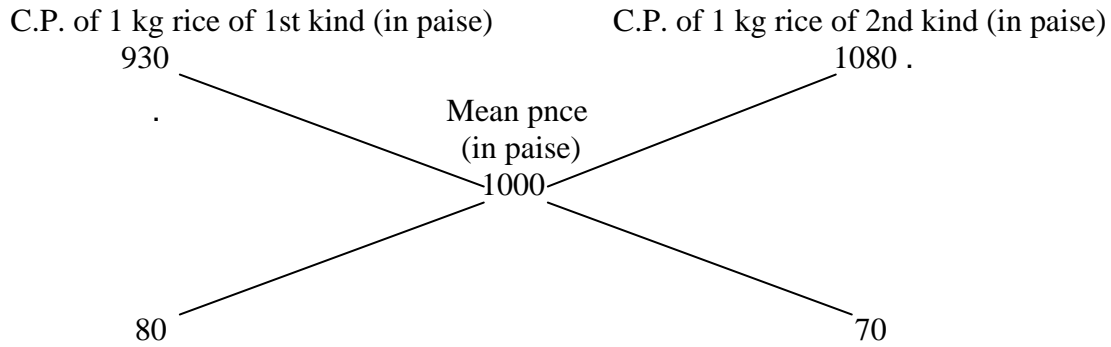 C.P. of 1 kg rice of 1st kind (in paise) C.P. of 1 kg rice of 2nd kind (in paise)
930 1080 .
. Mean pnce
(in paise)
1000
80 70